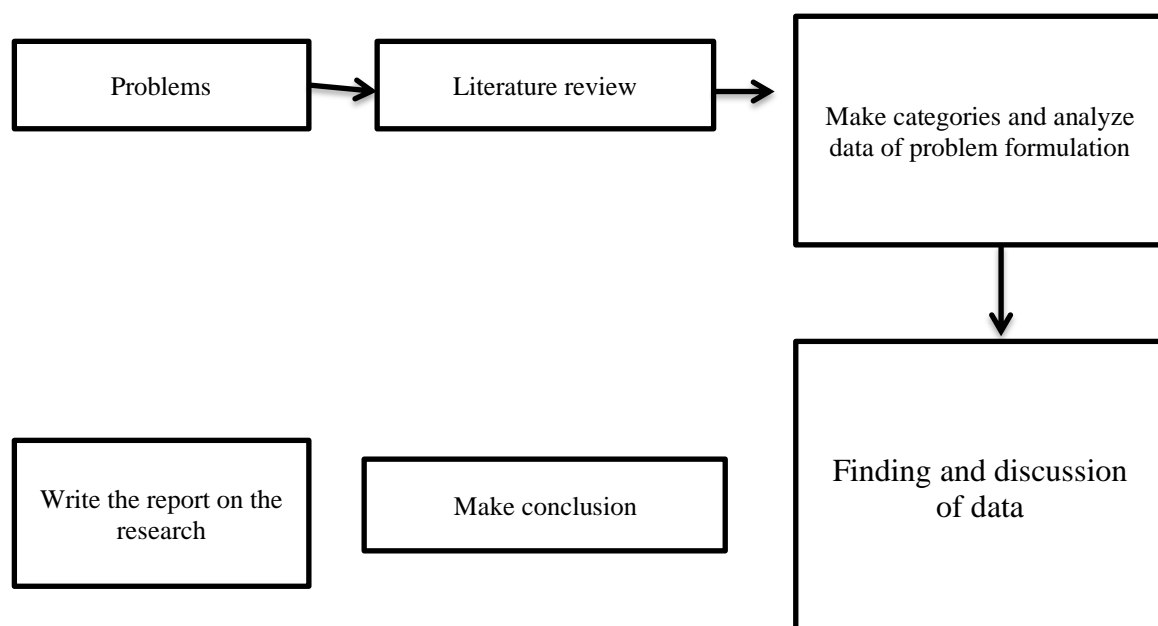 Problems
Literature review
Make categories and analyze
data of problem formulation
Finding and discussion
of data
Make conclusion
Write the report on the
research